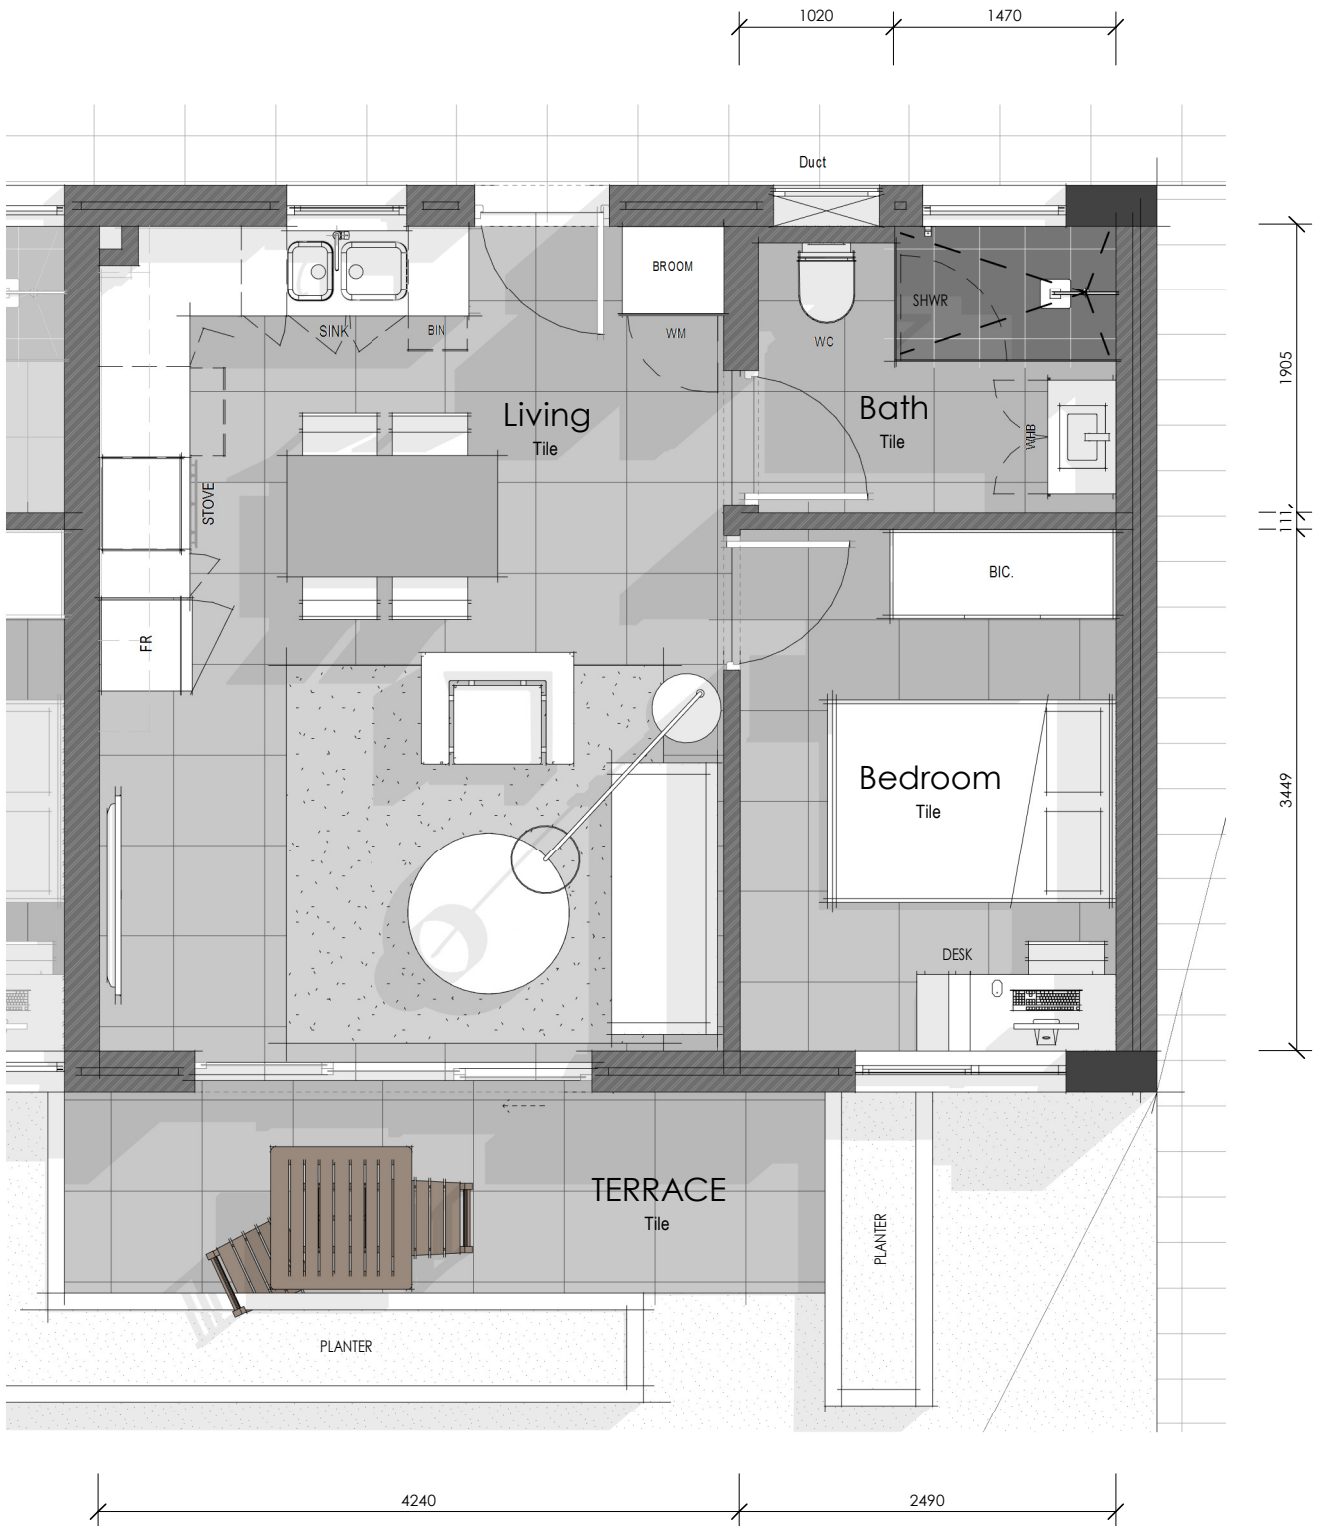 1020
1470
Duct
BROOM
SHWR
SINK
BIN
WM
WC
1905
Living
Tile
Bath
Tile
WHB
STOVE
111
BIC.
FR
Bedroom
Tile
3449
DESK
TERRACE
Tile
PLANTER
PLANTER
4240
2490